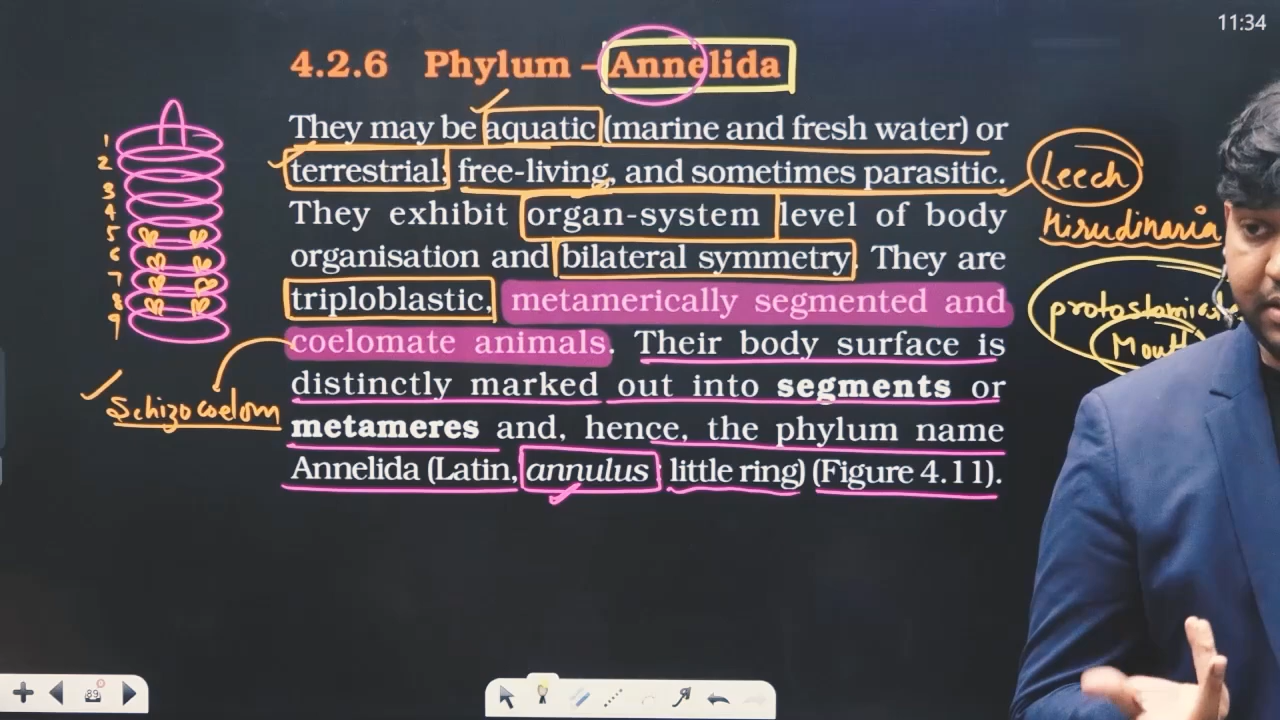 11:34
4.2.6 Phylum – Annelida
They may be aquatic (marine and fresh water) or
terrestrial; free-living, and sometimes parasitic.
They exhibit organ-system level of body
organisation and bilateral symmetry. They are
triploblastic, metamerically segmented and
coelomate animals. Their body surface is
distinctly marked out into segments or
metameres and, hence, the phylum name
Annelida (Latin, annulus : little ring) (Figure 4.11).
1
2
3
4
5
6
7
8
9
Schizocoelom
Leech
Hirudinaria
Mouth
89